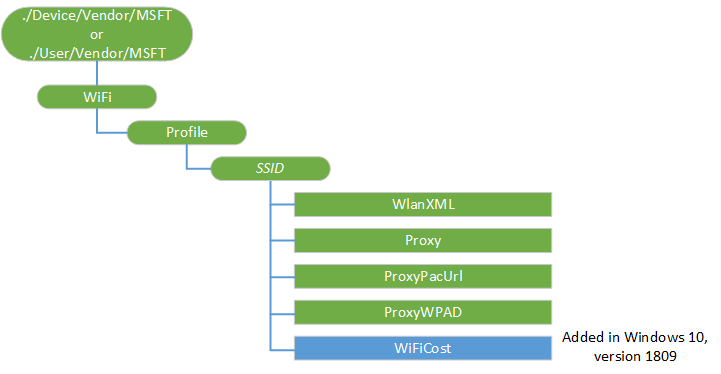 ./Device/Vendor/MSFT
or
./User/Vendor/MSFT
WiFi
Profile
SSID
WlanXML
Proxy
ProxyPacUrl
ProxyWPAD
WiFiCost
Added in Windows 10,
version 1809